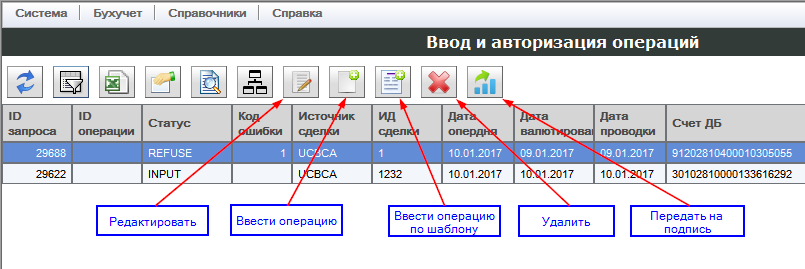 Система Бухучет Справочники Справка
Ввод и авторизация операций
ID запроса ID операции Статус Код ошибки Источник сделки ИД сделки Дата опердня Дата валютирован Дата проводки Счет ДБ
29688 REFUSE 1 UCBCA 1 10.01.2017 09.01.2017 09.01.2017 91202810400010305055
29622 INPUT UCBCA 1232 10.01.2017 10.01.2017 10.01.2017 30102810000133616292
Редактировать Ввести операцию Ввести операцию по шаблону Удалить Передать на подпись